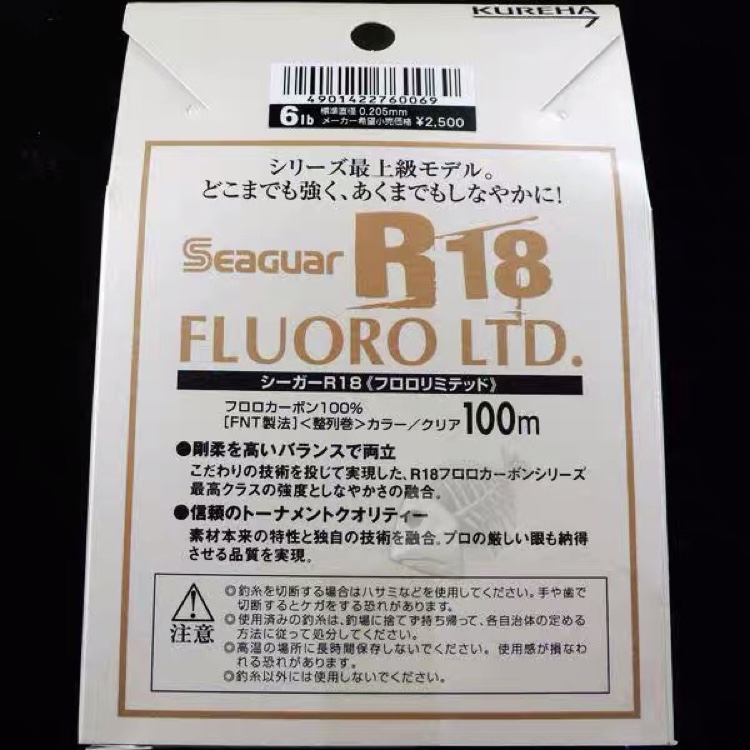 KUREHA
4901422760069
6lb 標準直径 0.205mm
メーカー希望小売価格 ¥2,500
シリーズ最上級モデル。
どこまでも強く、あくまでもしなやかに!
Seaguar R18
FLUORO LTD.
シーガーR18《フロロリミテッド》
フロロカーボン100%
[FNT製法]<整列巻>カラー/クリア 100m
●剛柔を高いバランスで両立
こだわりの技術を投じて実現した、R18フロロカーボンシリーズ
最高クラスの強度としなやかさの融合。
●信頼のトーナメントクオリティー
素材本来の特性と独自の技術を融合。プロの厳しい眼も納得
させる品質を実現。
注意
◎釣糸を切断する場合はハサミなどを使用してください。手や歯で
切断するとケガをする恐れがあります。
◎使用済みの釣糸は、釣場に捨てず持ち帰って、各自治体の定める
方法に従って処分してください。
◎高温の場所に長時間保存しないでください。使用感が損なわ
れる恐れがあります。
◎釣糸以外には使用しないでください。